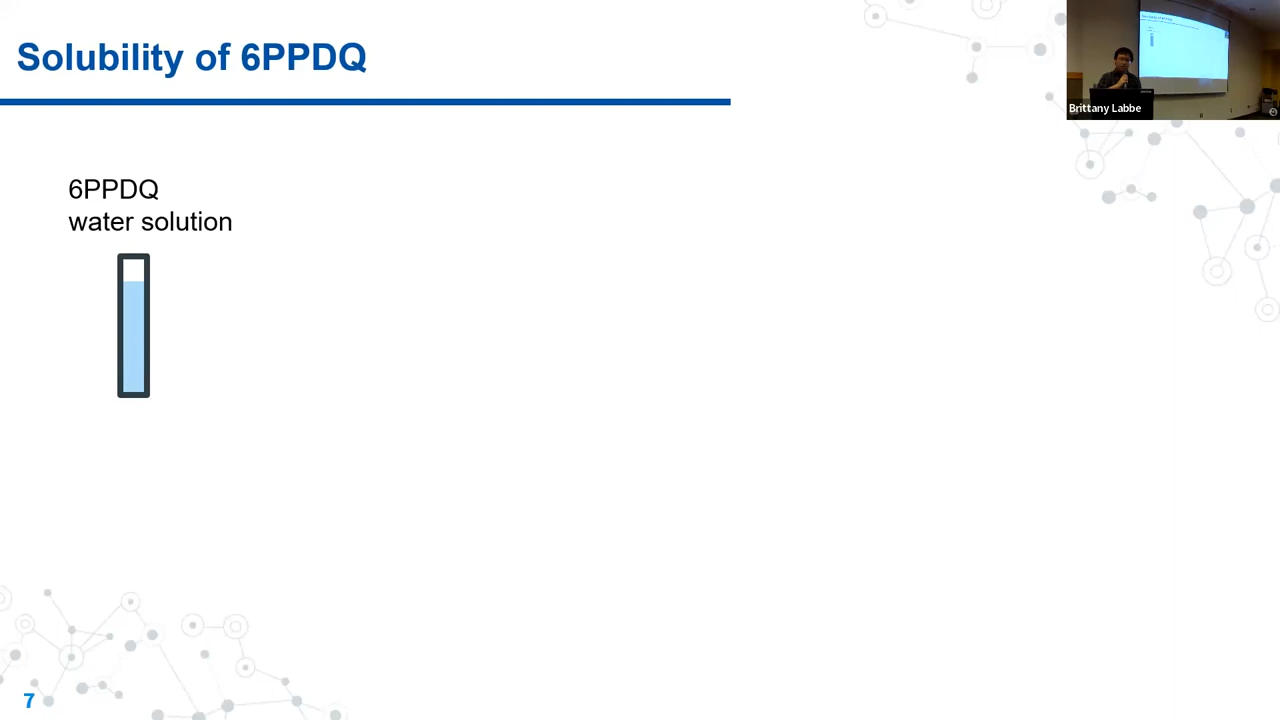 Solubility of 6PPDQ
Brittany Labbe
6PPDQ
water solution
7